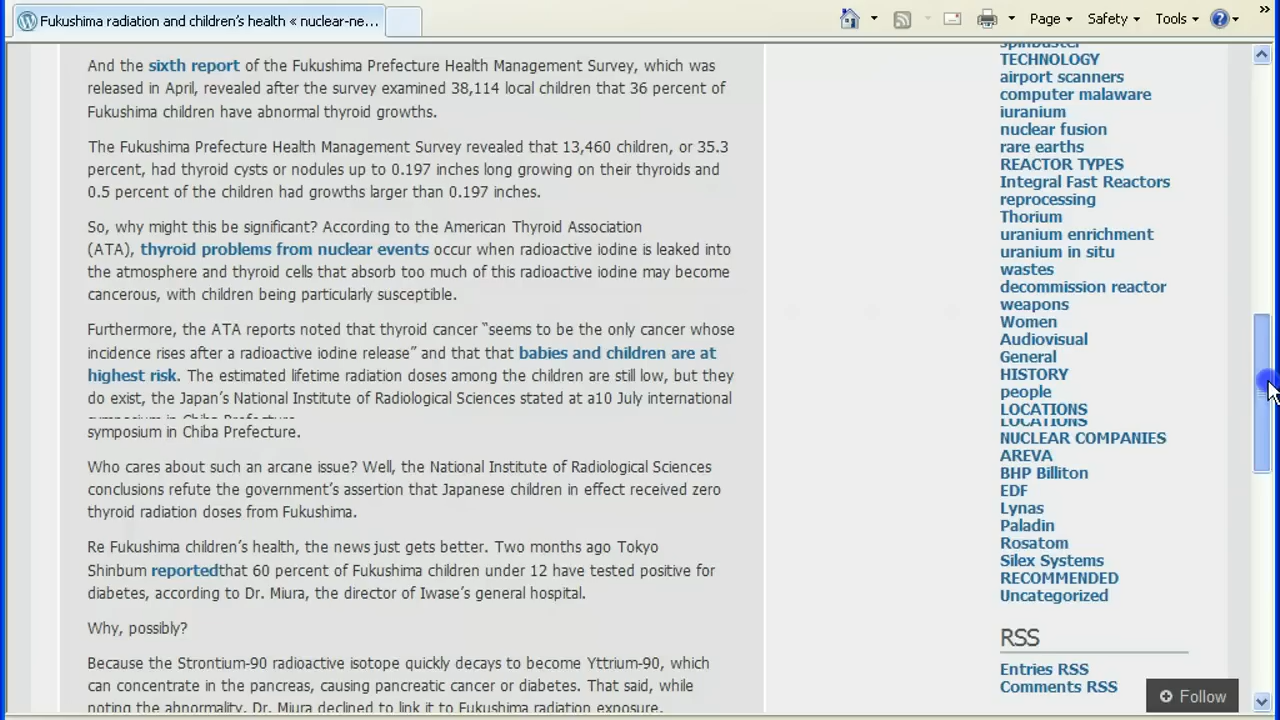 Fukushima radiation and children's health « nuclear-ne...
Page
Safety
Tools
And the sixth report of the Fukushima Prefecture Health Management Survey, which was
released in April, revealed after the survey examined 38,114 local children that 36 percent of
Fukushima children have abnormal thyroid growths.
The Fukushima Prefecture Health Management Survey revealed that 13,460 children, or 35.3
percent, had thyroid cysts or nodules up to 0.197 inches long growing on their thyroids and
0.5 percent of the children had growths larger than 0.197 inches.
So, why might this be significant? According to the American Thyroid Association
(ATA), thyroid problems from nuclear events occur when radioactive iodine is leaked into
the atmosphere and thyroid cells that absorb too much of this radioactive iodine may become
cancerous, with children being particularly susceptible.
Furthermore, the ATA reports noted that thyroid cancer “seems to be the only cancer whose
incidence rises after a radioactive iodine release” and that that babies and children are at
highest risk. The estimated lifetime radiation doses among the children are still low, but they
do exist, the Japan's National Institute of Radiological Sciences stated at a10 July international
symposium in Chiba Prefecture
symposium in Chiba Prefecture.
Who cares about such an arcane issue? Well, the National Institute of Radiological Sciences
conclusions refute the government's assertion that Japanese children in effect received zero
thyroid radiation doses from Fukushima.
Re Fukushima children's health, the news just gets better. Two months ago Tokyo
Shinbum reportedthat 60 percent of Fukushima children under 12 have tested positive for
diabetes, according to Dr. Miura, the director of Iwase's general hospital.
Why, possibly?
Because the Strontium-90 radioactive isotope quickly decays to become Yttrium-90, which
can concentrate in the pancreas, causing pancreatic cancer or diabetes. That said, while
noting the abnormality, Dr. Miura declined to link it to Fukushima radiation exposure.
spinbuster
TECHNOLOGY
airport scanners
computer malaware
iuranium
nuclear fusion
rare earths
REACTOR TYPES
Integral Fast Reactors
reprocessing
Thorium
uranium enrichment
uranium in situ
wastes
decommission reactor
weapons
Women
Audiovisual
General
HISTORY
people
LOCATIONS
LOCATIONS
NUCLEAR COMPANIES
AREVA
BHP Billiton
EDF
Lynas
Paladin
Rosatom
Silex Systems
RECOMMENDED
Uncategorized
RSS
Entries RSS
Comments RSS
Follow